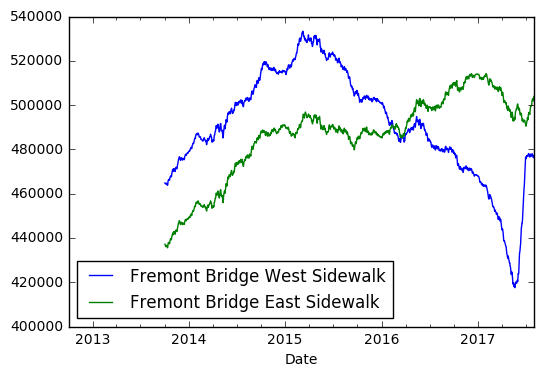 540000
520000
500000
480000
460000
440000
420000
400000
Fremont Bridge West Sidewalk
Fremont Bridge East Sidewalk
2013 2014 2015 2016 2017
Date